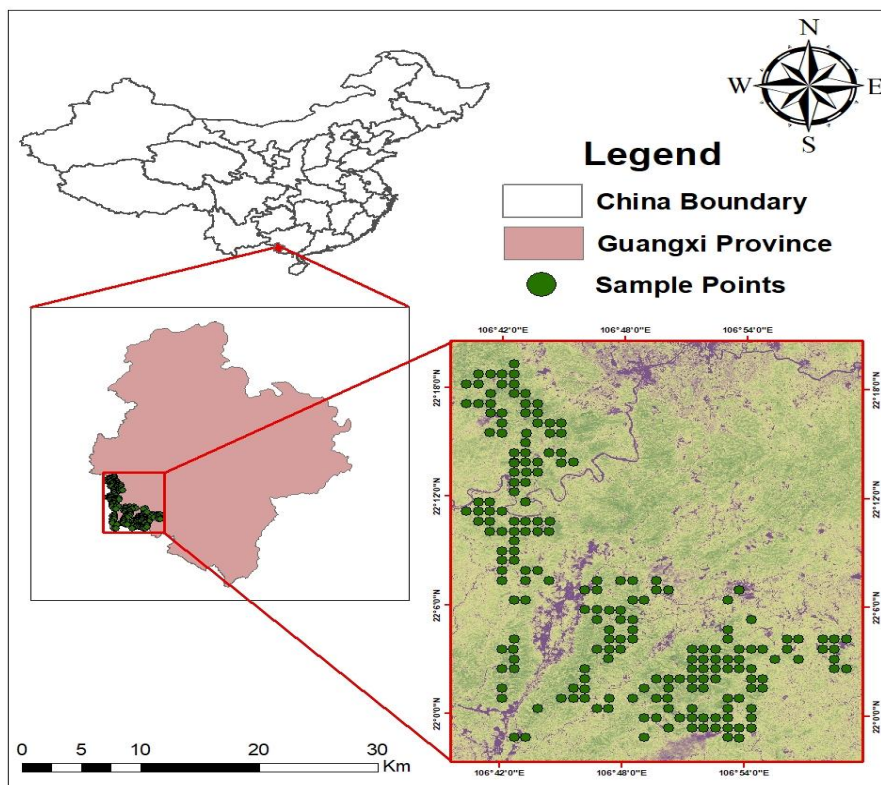 N
W E
S
Legend
China Boundary
Guangxi Province
Sample Points
106°42'0"E 106°48'0"E 106°54'0"E
22°18'0"N 22°18'0"N
22°12'0"N 22°12'0"N
22°6'0"N 22°6'0"N
22°0'0"N 22°0'0"N
106°42'0"E 106°48'0"E 106°54'0"E
0 5 10 20 30
Km